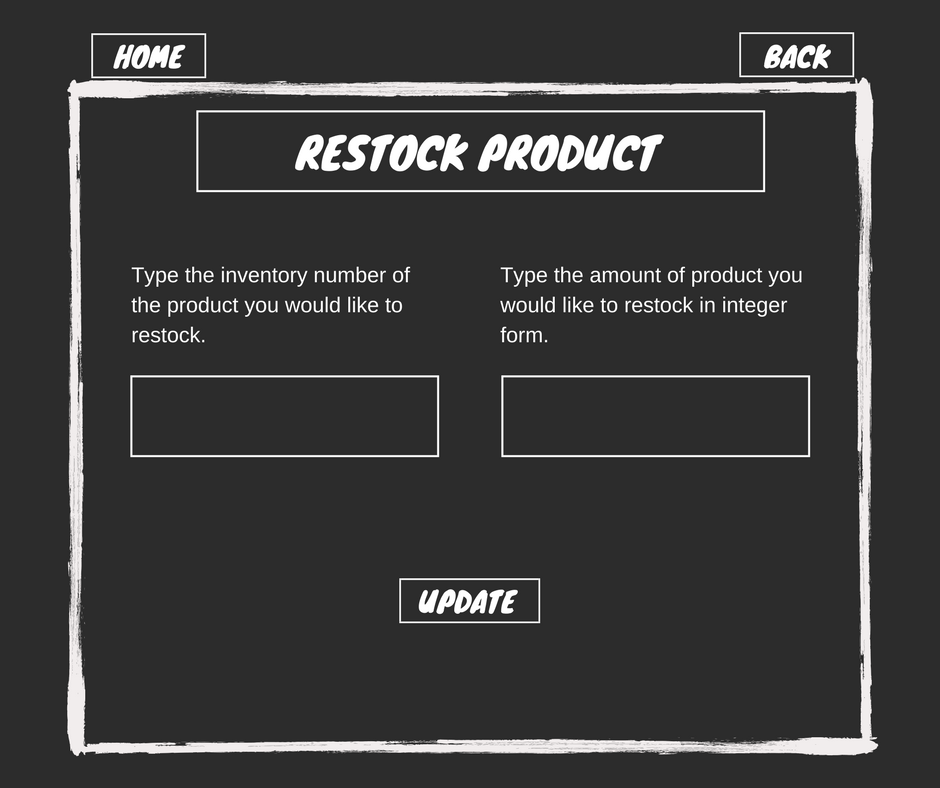 HOME
BACK
RESTOCK PRODUCT
Type the inventory number of
the product you would like to
restock.
Type the amount of product you
would like to restock in integer
form.
UPDATE